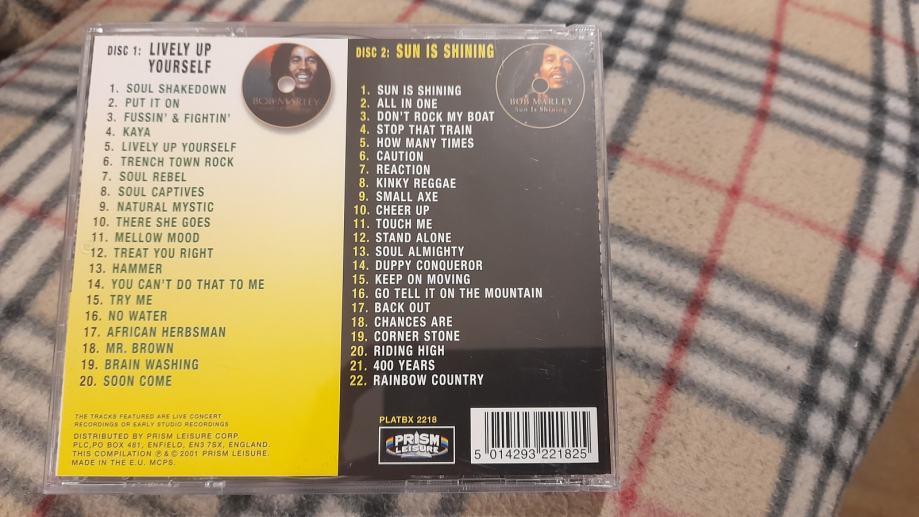 DISC 1: LIVELY UP
YOURSELF
BOB MARLEY
1. SOUL SHAKEDOWN
2. PUT IT ON
3. FUSSIN' & FIGHTIN'
4. KAYA
5. LIVELY UP YOURSELF
6. TRENCH TOWN ROCK
7. SOUL REBEL
8. SOUL CAPTIVES
9. NATURAL MYSTIC
10. THERE SHE GOES
11. MELLOW MOOD
12. TREAT YOU RIGHT
13. HAMMER
14. YOU CAN'T DO THAT TO ME
15. TRY ME
16. NO WATER
17. AFRICAN HERBSMAN
18. MR. BROWN
19. BRAIN WASHING
20. SOON COME
THE TRACKS FEATURED ARE LIVE CONCERT
RECORDINGS OR EARLY STUDIO RECORDINGS
DISTRIBUTED BY PRISM LEISURE CORP.
PLC,PO BOX 481, ENFIELD, EN3 7SX, ENGLAND.
THIS COMPILATION ℗ & © 2001 PRISM LEISURE.
MADE IN THE E.U. MCPS.
DISC 2: SUN IS SHINING
BOB MARLEY
Sun Is Shining
1. SUN IS SHINING
2. ALL IN ONE
3. DON'T ROCK MY BOAT
4. STOP THAT TRAIN
5. HOW MANY TIMES
6. CAUTION
7. REACTION
8. KINKY REGGAE
9. SMALL AXE
10. CHEER UP
11. TOUCH ME
12. STAND ALONE
13. SOUL ALMIGHTY
14. DUPPY CONQUEROR
15. KEEP ON MOVING
16. GO TELL IT ON THE MOUNTAIN
17. BACK OUT
18. CHANCES ARE
19. CORNER STONE
20. RIDING HIGH
21. 400 YEARS
22. RAINBOW COUNTRY
PLATBX 2218
PRISM
LEISURE
5 014293 221825